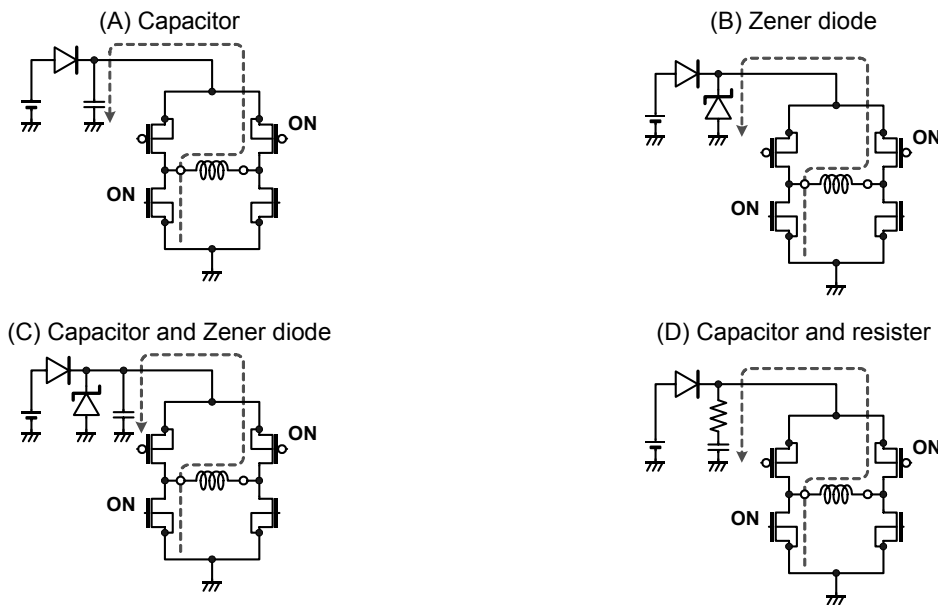 (A) Capacitor
ON
ON
(B) Zener diode
ON
ON
(C) Capacitor and Zener diode
ON
ON
(D) Capacitor and resister
ON
ON